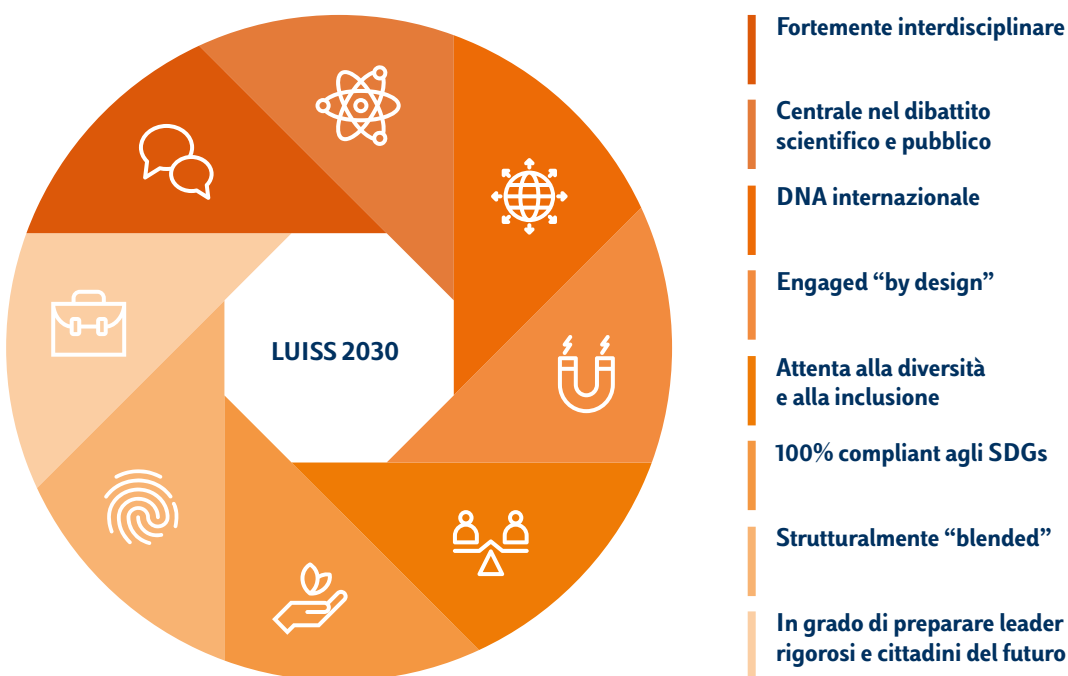 LUISS 2030
Fortemente interdisciplinare
Centrale nel dibattito
scientifico e pubblico
DNA internazionale
Engaged “by design”
Attenta alla diversità
e alla inclusione
100% compliant agli SDGs
Strutturalmente “blended”
In grado di preparare leader
rigorosi e cittadini del futuro